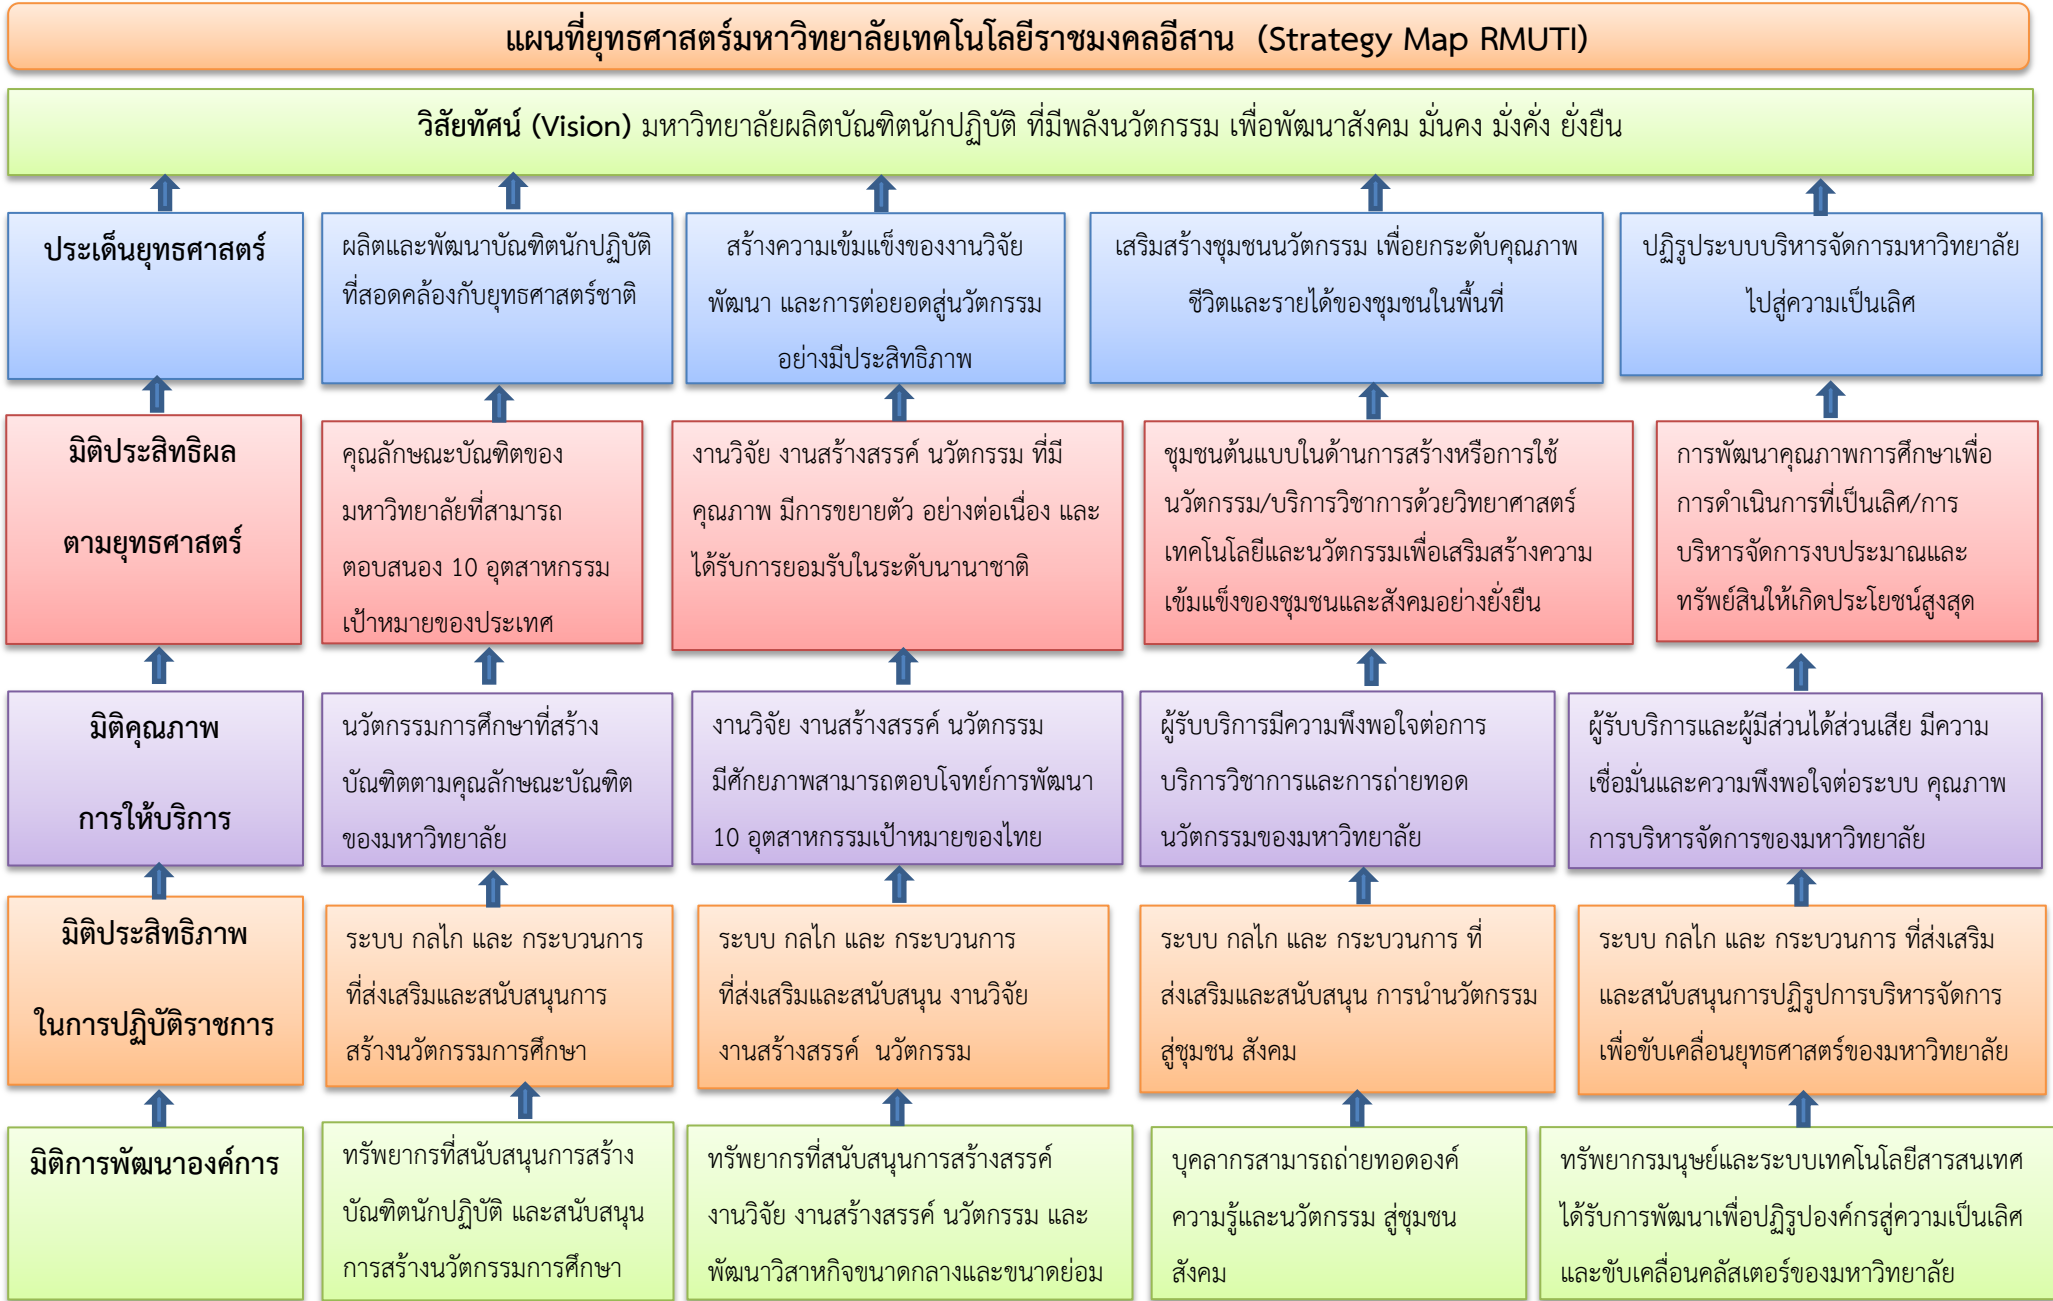 แผนที่ยุทธศาสตร์มหาวิทยาลัยเทคโนโลยีราชมงคลอีสาน (Strategy Map RMUTI)
วิสัยทัศน์ (Vision) มหาวิทยาลัยผลิตบัณฑิตนักปฏิบัติ ที่มีพลังนวัตกรรม เพื่อพัฒนาสังคม มั่นคง มั่งคั่ง ยั่งยืน
ประเด็นยุทธศาสตร์
ผลิตและพัฒนาบัณฑิตนักปฏิบัติ
ที่สอดคล้องกับยุทธศาสตร์ชาติ
สร้างความเข้มแข็งของงานวิจัย
พัฒนา และการต่อยอดสู่นวัตกรรม
อย่างมีประสิทธิภาพ
เสริมสร้างชุมชนนวัตกรรม เพื่อยกระดับคุณภาพ
ชีวิตและรายได้ของชุมชนในพื้นที่
ปฏิรูประบบบริหารจัดการมหาวิทยาลัย
ไปสู่ความเป็นเลิศ
มิติประสิทธิผล
ตามยุทธศาสตร์
คุณลักษณะบัณฑิตของ
มหาวิทยาลัยที่สามารถ
ตอบสนอง 10 อุตสาหกรรม
เป้าหมายของประเทศ
งานวิจัย งานสร้างสรรค์ นวัตกรรม ที่มี
คุณภาพ มีการขยายตัว อย่างต่อเนื่อง และ
ได้รับการยอมรับในระดับนานาชาติ
ชุมชนต้นแบบในด้านการสร้างหรือการใช้
นวัตกรรม/บริการวิชาการด้วยวิทยาศาสตร์
เทคโนโลยีและนวัตกรรมเพื่อเสริมสร้างความ
เข้มแข็งของชุมชนและสังคมอย่างยั่งยืน
การพัฒนาคุณภาพการศึกษาเพื่อ
การดำเนินการที่เป็นเลิศ/การ
บริหารจัดการงบประมาณและ
ทรัพย์สินให้เกิดประโยชน์สูงสุด
มิติคุณภาพ
การให้บริการ
นวัตกรรมการศึกษาที่สร้าง
บัณฑิตตามคุณลักษณะบัณฑิต
ของมหาวิทยาลัย
งานวิจัย งานสร้างสรรค์ นวัตกรรม
มีศักยภาพสามารถตอบโจทย์การพัฒนา
10 อุตสาหกรรมเป้าหมายของไทย
ผู้รับบริการมีความพึงพอใจต่อการ
บริการวิชาการและการถ่ายทอด
นวัตกรรมของมหาวิทยาลัย
ผู้รับบริการและผู้มีส่วนได้ส่วนเสีย มีความ
เชื่อมั่นและความพึงพอใจต่อระบบ คุณภาพ
การบริหารจัดการของมหาวิทยาลัย
มิติประสิทธิภาพ
ในการปฏิบัติราชการ
ระบบ กลไก และ กระบวนการ
ที่ส่งเสริมและสนับสนุนการ
สร้างนวัตกรรมการศึกษา
ระบบ กลไก และ กระบวนการ
ที่ส่งเสริมและสนับสนุน งานวิจัย
งานสร้างสรรค์ นวัตกรรม
ระบบ กลไก และ กระบวนการ ที่
ส่งเสริมและสนับสนุน การนำนวัตกรรม
สู่ชุมชน สังคม
ระบบ กลไก และ กระบวนการ ที่ส่งเสริม
และสนับสนุนการปฏิรูปการบริหารจัดการ
เพื่อขับเคลื่อนยุทธศาสตร์ของมหาวิทยาลัย
มิติการพัฒนาองค์การ
ทรัพยากรที่สนับสนุนการสร้าง
บัณฑิตนักปฏิบัติ และสนับสนุน
การสร้างนวัตกรรมการศึกษา
ทรัพยากรที่สนับสนุนการสร้างสรรค์
งานวิจัย งานสร้างสรรค์ นวัตกรรม และ
พัฒนาวิสาหกิจขนาดกลางและขนาดย่อม
บุคลากรสามารถถ่ายทอดองค์
ความรู้และนวัตกรรม สู่ชุมชน
สังคม
ทรัพยากรมนุษย์และระบบเทคโนโลยีสารสนเทศ
ได้รับการพัฒนาเพื่อปฏิรูปองค์กรสู่ความเป็นเลิศ
และขับเคลื่อนคลัสเตอร์ของมหาวิทยาลัย